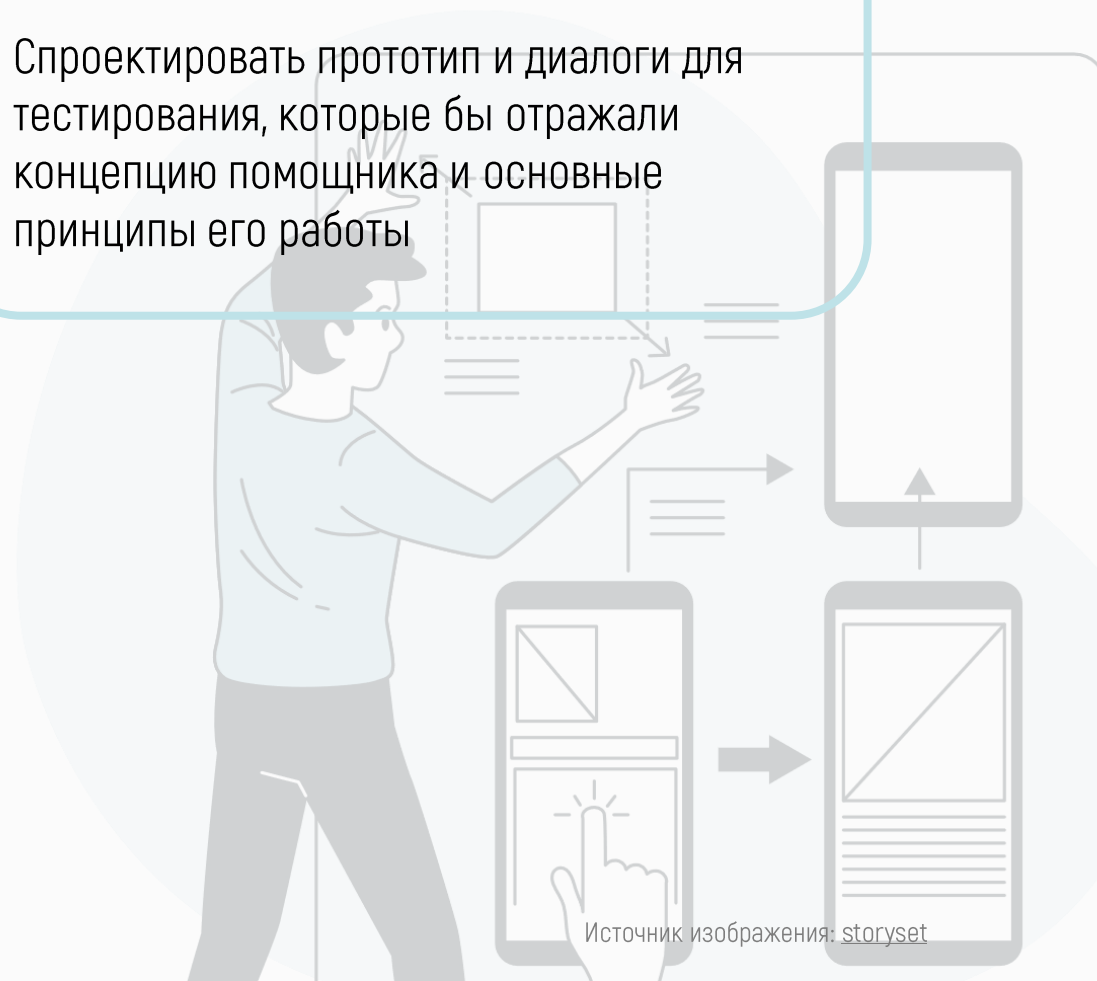 Спроектировать прототип и диалоги для
тестирования, которые бы отражали
концепцию помощника и основные
принципы его работы
Источник изображения: storyset